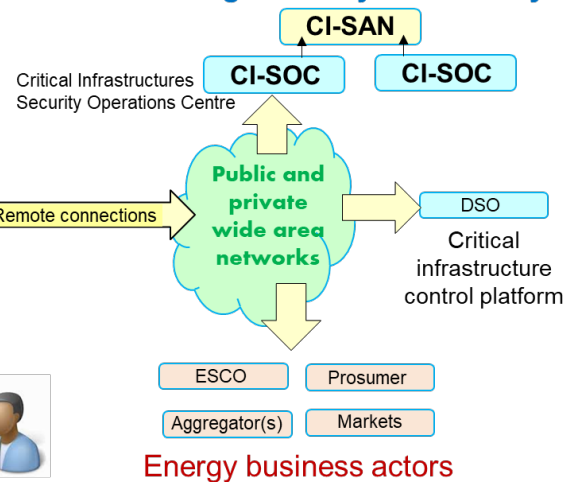 CI-SAN
CI-SOC
CI-SOC
Critical Infrastructures
Security Operations Centre
Public and
private
wide area
networks
Remote connections
DSO
Critical
infrastructure
control platform
ESCO
Prosumer
Aggregator(s)
Markets
Energy business actors